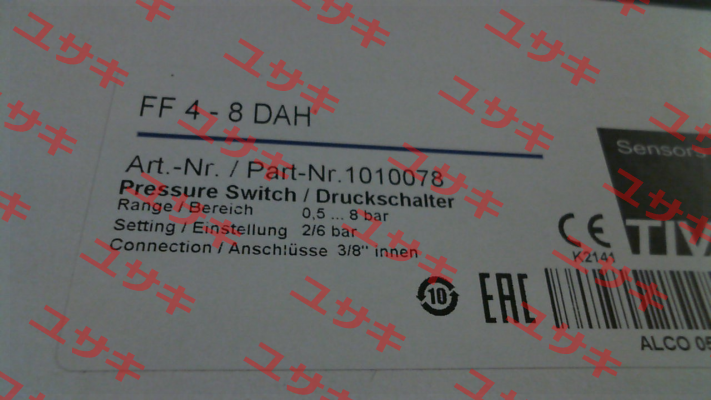 FF 4 - 8 DAH
Art.-Nr. / Part-Nr.1010078
Pressure Switch / Druckschalter
Range / Bereich 0,5 ... 8 bar
Setting / Einstellung 2/6 bar
Connection / Anschlüsse 3/8" innen
Sensors
CE
K2141
10
EAC
ALCO
ユサキ